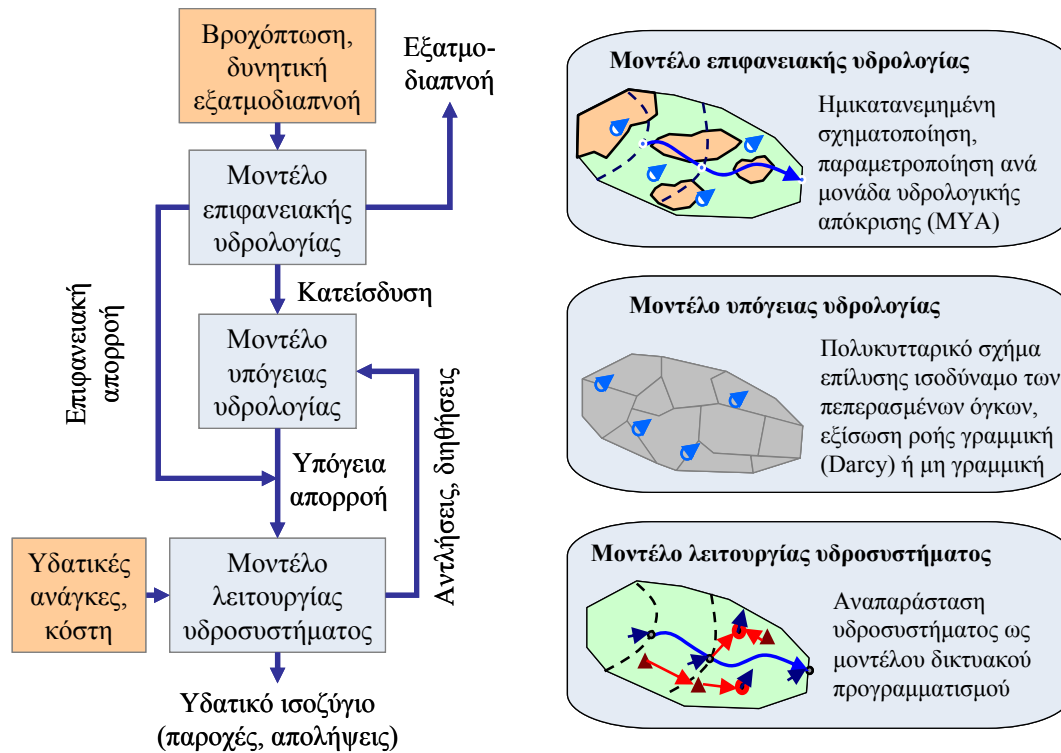 Βροχόπτωση,
δυνητική
εξατμοδιαπνοή
Εξατμο-
διαπνοή
Μοντέλο
επιφανειακής
υδρολογίας
Επιφανειακή
απορροή
Κατείσδυση
Μοντέλο
υπόγειας
υδρολογίας
Αντλήσεις, διηθήσεις
Υπόγεια
απορροή
Υδατικές
ανάγκες,
κόστη
Μοντέλο
λειτουργίας
υδροσυστήματος
Υδατικό ισοζύγιο
(παροχές, απολήψεις)
Μοντέλο επιφανειακής υδρολογίας
Ημικατανεμημένη
σχηματοποίηση,
παραμετροποίηση ανά
μονάδα υδρολογικής
απόκρισης (ΜΥΑ)
Μοντέλο υπόγειας υδρολογίας
Πολυκυτταρικό σχήμα
επίλυσης ισοδύναμο των
πεπερασμένων όγκων,
εξίσωση ροής γραμμική
(Darcy) ή μη γραμμική
Μοντέλο λειτουργίας υδροσυστήματος
Αναπαράσταση
υδροσυστήματος ως
μοντέλου δικτυακού
προγραμματισμού